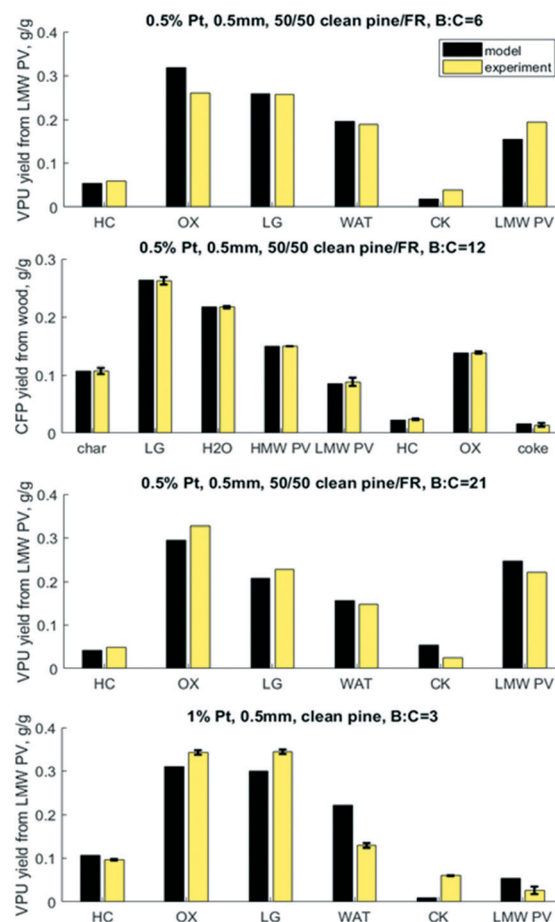 0.5% Pt, 0.5mm, 50/50 clean pine/FR, B:C=6
VPU yield from LMW PV, g/g
0.4
0.3
0.2
0.1
0
model
experiment
HC OX LG WAT CK LMW PV
0.5% Pt, 0.5mm, 50/50 clean pine/FR, B:C=12
CFP yield from wood, g/g
0.3
0.2
0.1
0
char LG H2O HMW PV LMW PV HC OX coke
0.5% Pt, 0.5mm, 50/50 clean pine/FR, B:C=21
VPU yield from LMW PV, g/g
0.4
0.3
0.2
0.1
0
HC OX LG WAT CK LMW PV
1% Pt, 0.5mm, clean pine, B:C=3
VPU yield from LMW PV, g/g
0.4
0.3
0.2
0.1
0
HC OX LG WAT CK LMW PV